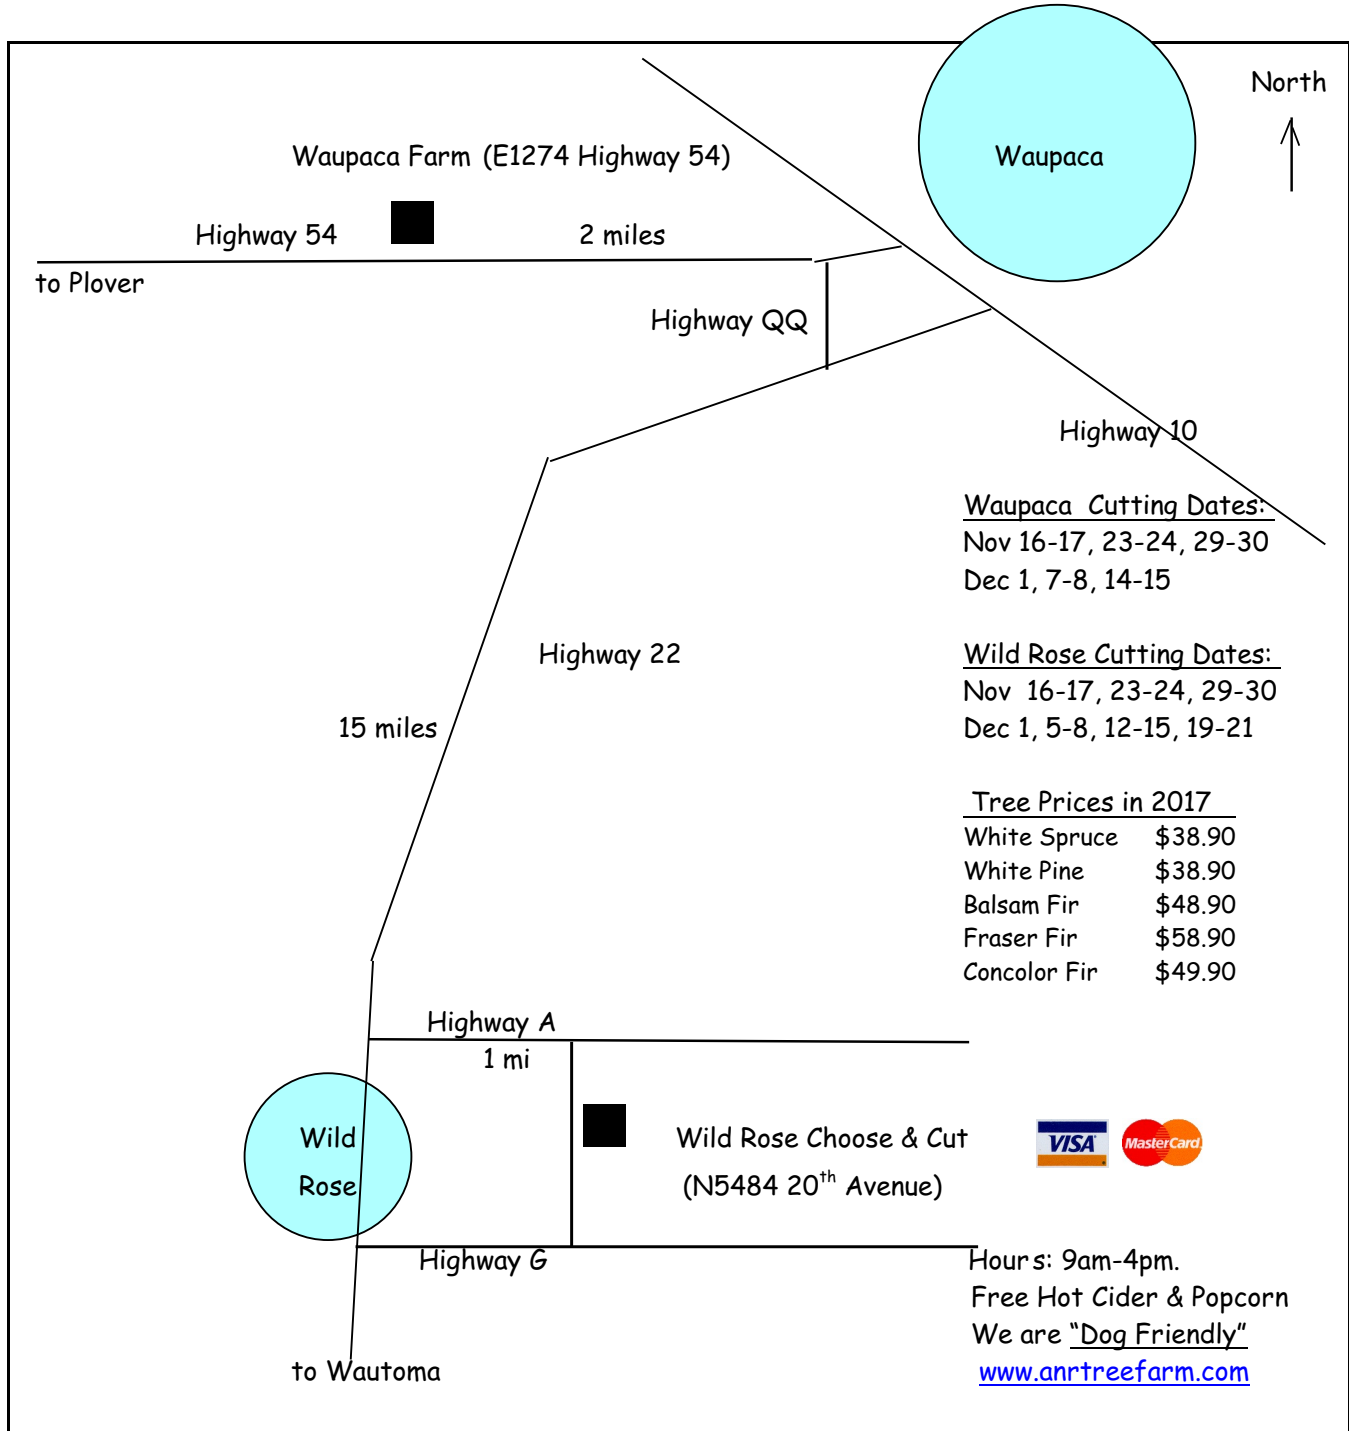 North
Waupaca
Waupaca Farm (E1274 Highway 54)
Highway 54
2 miles
to Plover
Highway QQ
Highway 10
Waupaca Cutting Dates:
Nov 16-17, 23-24, 29-30
Dec 1, 7-8, 14-15
Highway 22
Wild Rose Cutting Dates:
Nov 16-17, 23-24, 29-30
Dec 1, 5-8, 12-15, 19-21
15 miles
Tree Prices in 2017
White Spruce $38.90
White Pine $38.90
Balsam Fir $48.90
Fraser Fir $58.90
Concolor Fir $49.90
Highway A
1 mi
Wild
Rose
Wild Rose Choose & Cut
(N5484 20th Avenue)
VISA
MasterCard
Highway G
Hours: 9am-4pm.
Free Hot Cider & Popcorn
We are “Dog Friendly”
www.anrtreefarm.com
to Wautoma